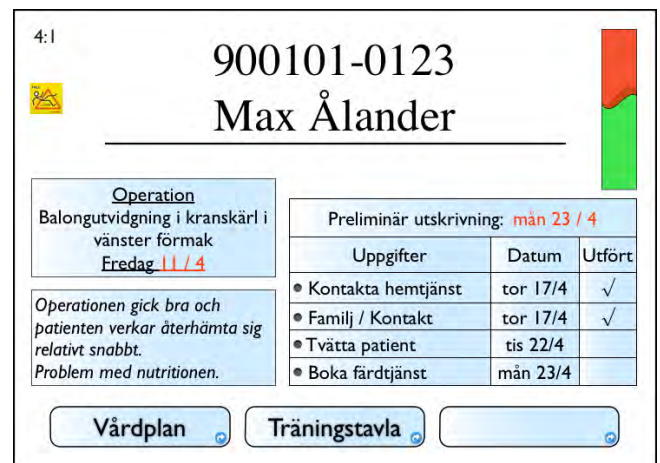 4:1
900101-0123
Max Ålander
Operation
Balongutvidgning i kranskärl i
vänster förmak
Fredag 11 / 4
Operationen gick bra och
patienten verkar återhämta sig
relativt snabbt.
Problem med nutritionen.
Preliminär utskrivning: mån 23 / 4
Uppgifter Datum Utfört
• Kontakta hemtjänst tor 17/4 √
• Familj / Kontakt tor 17/4 √
• Tvätta patient tis 22/4
• Boka färdtjänst mån 23/4
Vårdplan Träningstavla